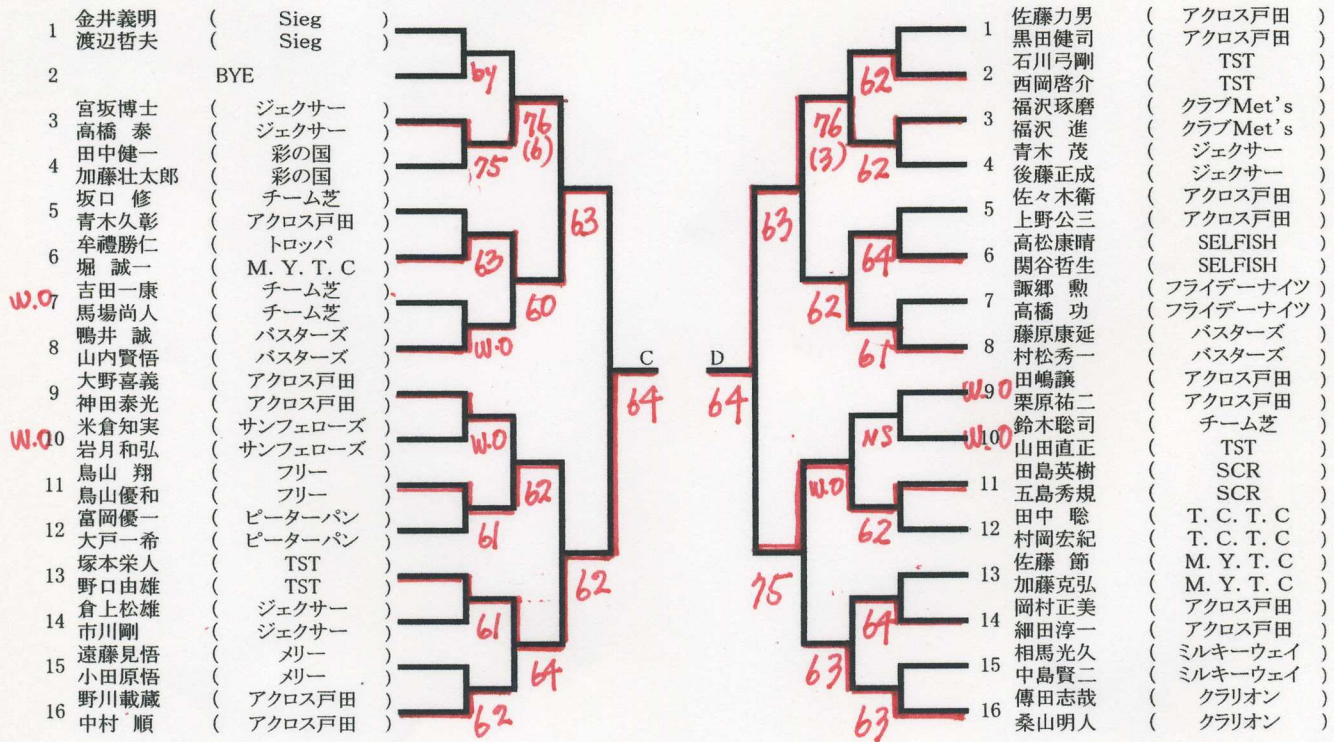 1 金井義明 ( Sieg )
渡辺哲夫 ( Sieg )
2 BYE
by
3 宮坂博士 ( ジェクサー )
高橋 泰 ( ジェクサー )
76
(6)
4 田中健一 ( 彩の国 )
加藤壮太郎 ( 彩の国 )
75
5 坂口 修 ( チーム芝 )
青木久彰 ( アクロス戸田 )
63
6 牟禮勝仁 ( トロッパ )
堀 誠一 ( M. Y. T. C )
63
W.O 7 吉田一康 ( チーム芝 )
馬場尚人 ( チーム芝 )
60
8 鴨井 誠 ( バスターズ )
山内賢悟 ( バスターズ )
W.O
C
64
9 大野喜義 ( アクロス戸田 )
神田泰光 ( アクロス戸田 )
W.O 10 米倉知実 ( サンフェローズ )
岩月和弘 ( サンフェローズ )
W.O
11 鳥山 翔 ( フリー )
鳥山優和 ( フリー )
62
12 富岡優一 ( ピーターパン )
大戸一希 ( ピーターパン )
61
13 塚本栄人 ( TST )
野口由雄 ( TST )
62
14 倉上松雄 ( ジェクサー )
市川剛 ( ジェクサー )
61
15 遠藤見悟 ( メリー )
小田原悟 ( メリー )
64
16 野川載蔵 ( アクロス戸田 )
中村 順 ( アクロス戸田 )
62
1 佐藤力男 ( アクロス戸田 )
黒田健司 ( アクロス戸田 )
2 石川弓剛 ( TST )
西岡啓介 ( TST )
62
3 福沢琢磨 ( クラブMet's )
福沢 進 ( クラブMet's )
76
(3)
4 青木 茂 ( ジェクサー )
後藤正成 ( ジェクサー )
62
5 佐々木衛 ( アクロス戸田 )
上野公三 ( アクロス戸田 )
63
6 高松康晴 ( SELFISH )
関谷哲生 ( SELFISH )
64
7 諏郷 勲 ( フライデーナイツ )
高橋 功 ( フライデーナイツ )
62
8 藤原康延 ( バスターズ )
村松秀一 ( バスターズ )
61
D
64
W.O 9 田嶋譲 ( アクロス戸田 )
栗原祐二 ( アクロス戸田 )
W.O 10 鈴木聡司 ( チーム芝 )
山田直正 ( TST )
NS
11 田島英樹 ( SCR )
五島秀規 ( SCR )
W.O
12 田中 聡 ( T. C. T. C )
村岡宏紀 ( T. C. T. C )
62
13 佐藤 節 ( M. Y. T. C )
加藤克弘 ( M. Y. T. C )
75
14 岡村正美 ( アクロス戸田 )
細田淳一 ( アクロス戸田 )
64
15 相馬光久 ( ミルキーウェイ )
中島賢二 ( ミルキーウェイ )
63
16 傳田志哉 ( クラリオン )
桑山明人 ( クラリオン )
63